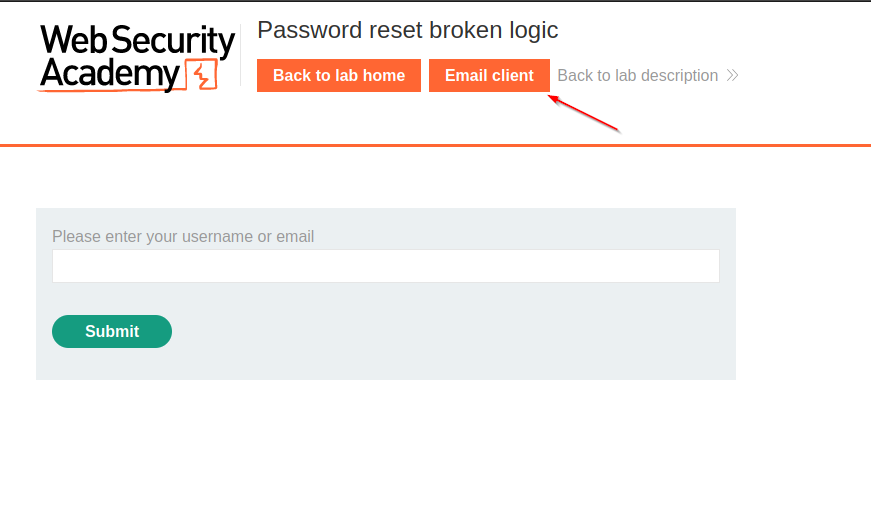 Web Security
Academy
Password reset broken logic
Back to lab home
Email client
Back to lab description
Please enter your username or email
Submit